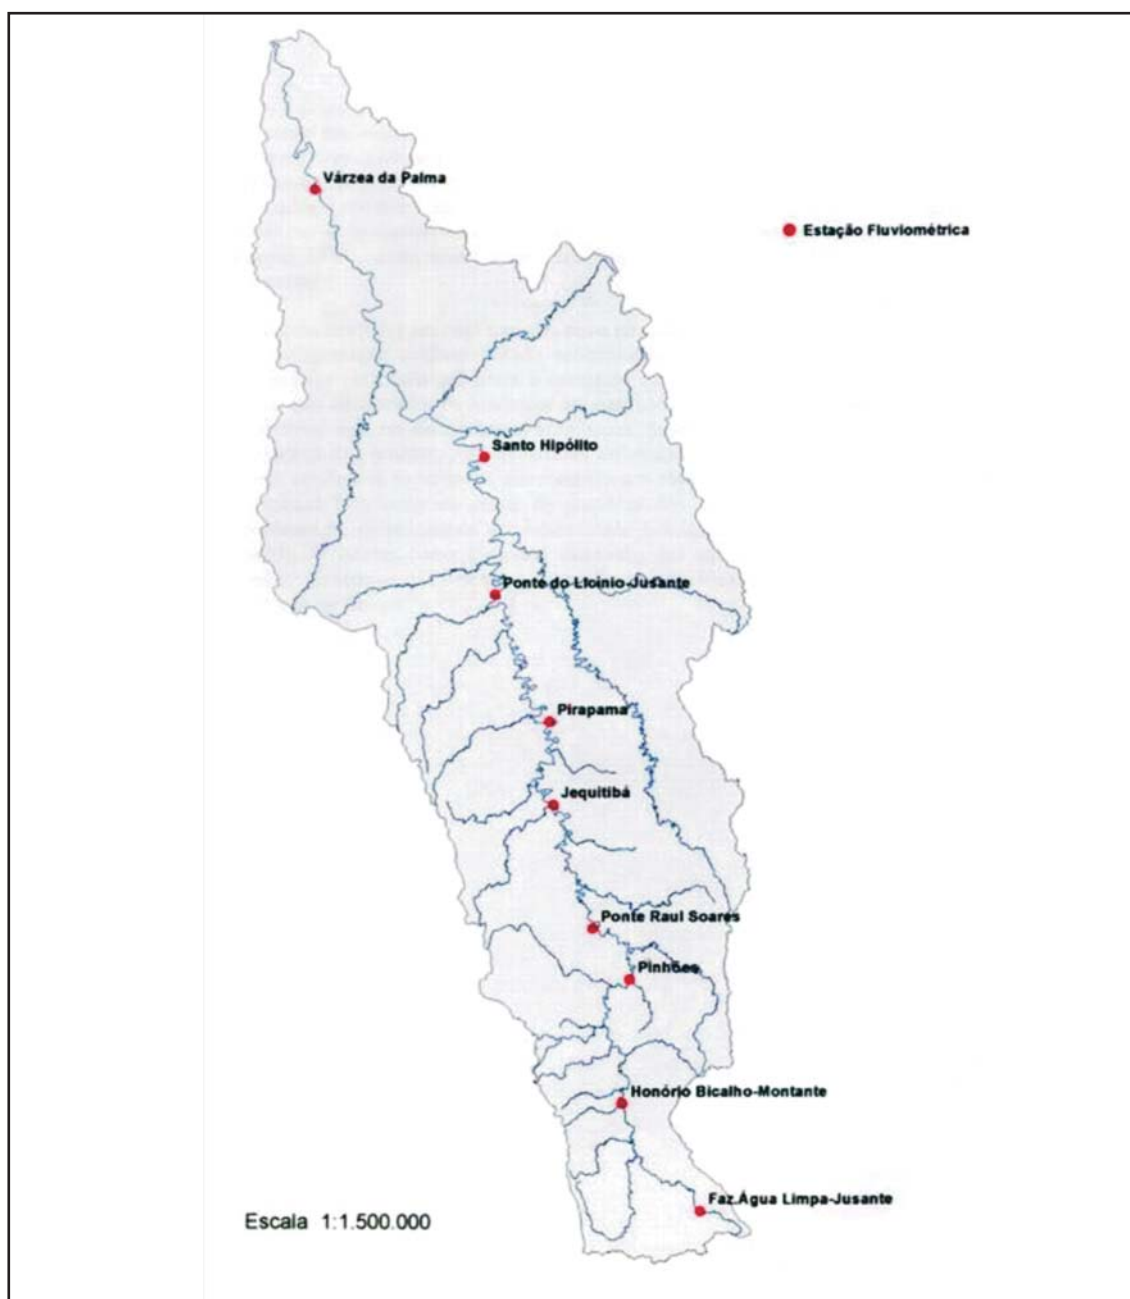 Várzea da Palma
Estação Fluviométrica
Santo Hipólito
Ponte do Licínio-Jusante
Pirapama
Jequitibá
Ponte Raul Soares
Pinhões
Honório Bicalho-Montante
Faz.Água Limpa-Jusante
Escala 1:1.500.000